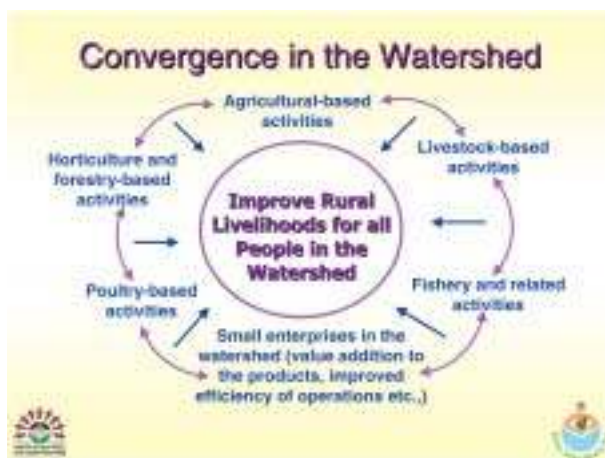 Convergence in the Watershed
Agricultural-based
activities
Horticulture and
forestry-based
activities
Livestock-based
activities
Improve Rural
Livelihoods for all
People in the
Watershed
Poultry-based
activities
Fishery and related
activities
Small enterprises in the
watershed (value addition to
the products, improved
efficiency of operations etc.,)